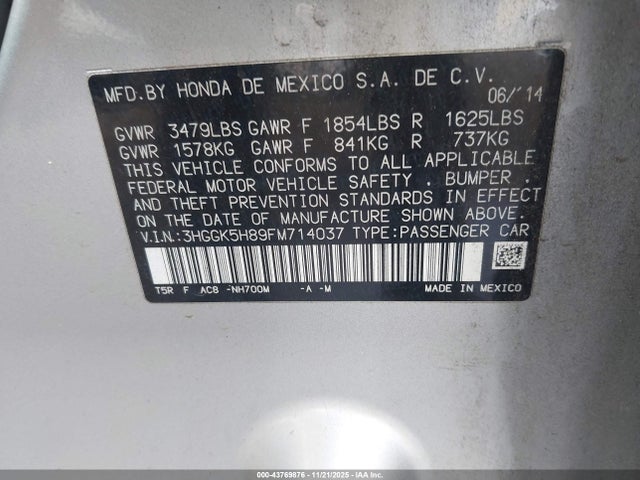 MFD.BY HONDA DE MEXICO S.A. DE C.V.
06/'14
GVWR 3479LBS GAWR F 1854LBS R 1625LBS
GVWR 1578KG GAWR F 841KG R 737KG
THIS VEHICLE CONFORMS TO ALL APPLICABLE
FEDERAL MOTOR VEHICLE SAFETY . BUMPER .
AND THEFT PREVENTION STANDARDS IN EFFECT
ON THE DATE OF MANUFACTURE SHOWN ABOVE.
V.I.N.:3HGGK5H89FM714037 TYPE:PASSENGER CAR
T5R F AC8 -NH700M -A -M MADE IN MEXICO
000-43769876 - 11/21/2025 - IAA Inc.